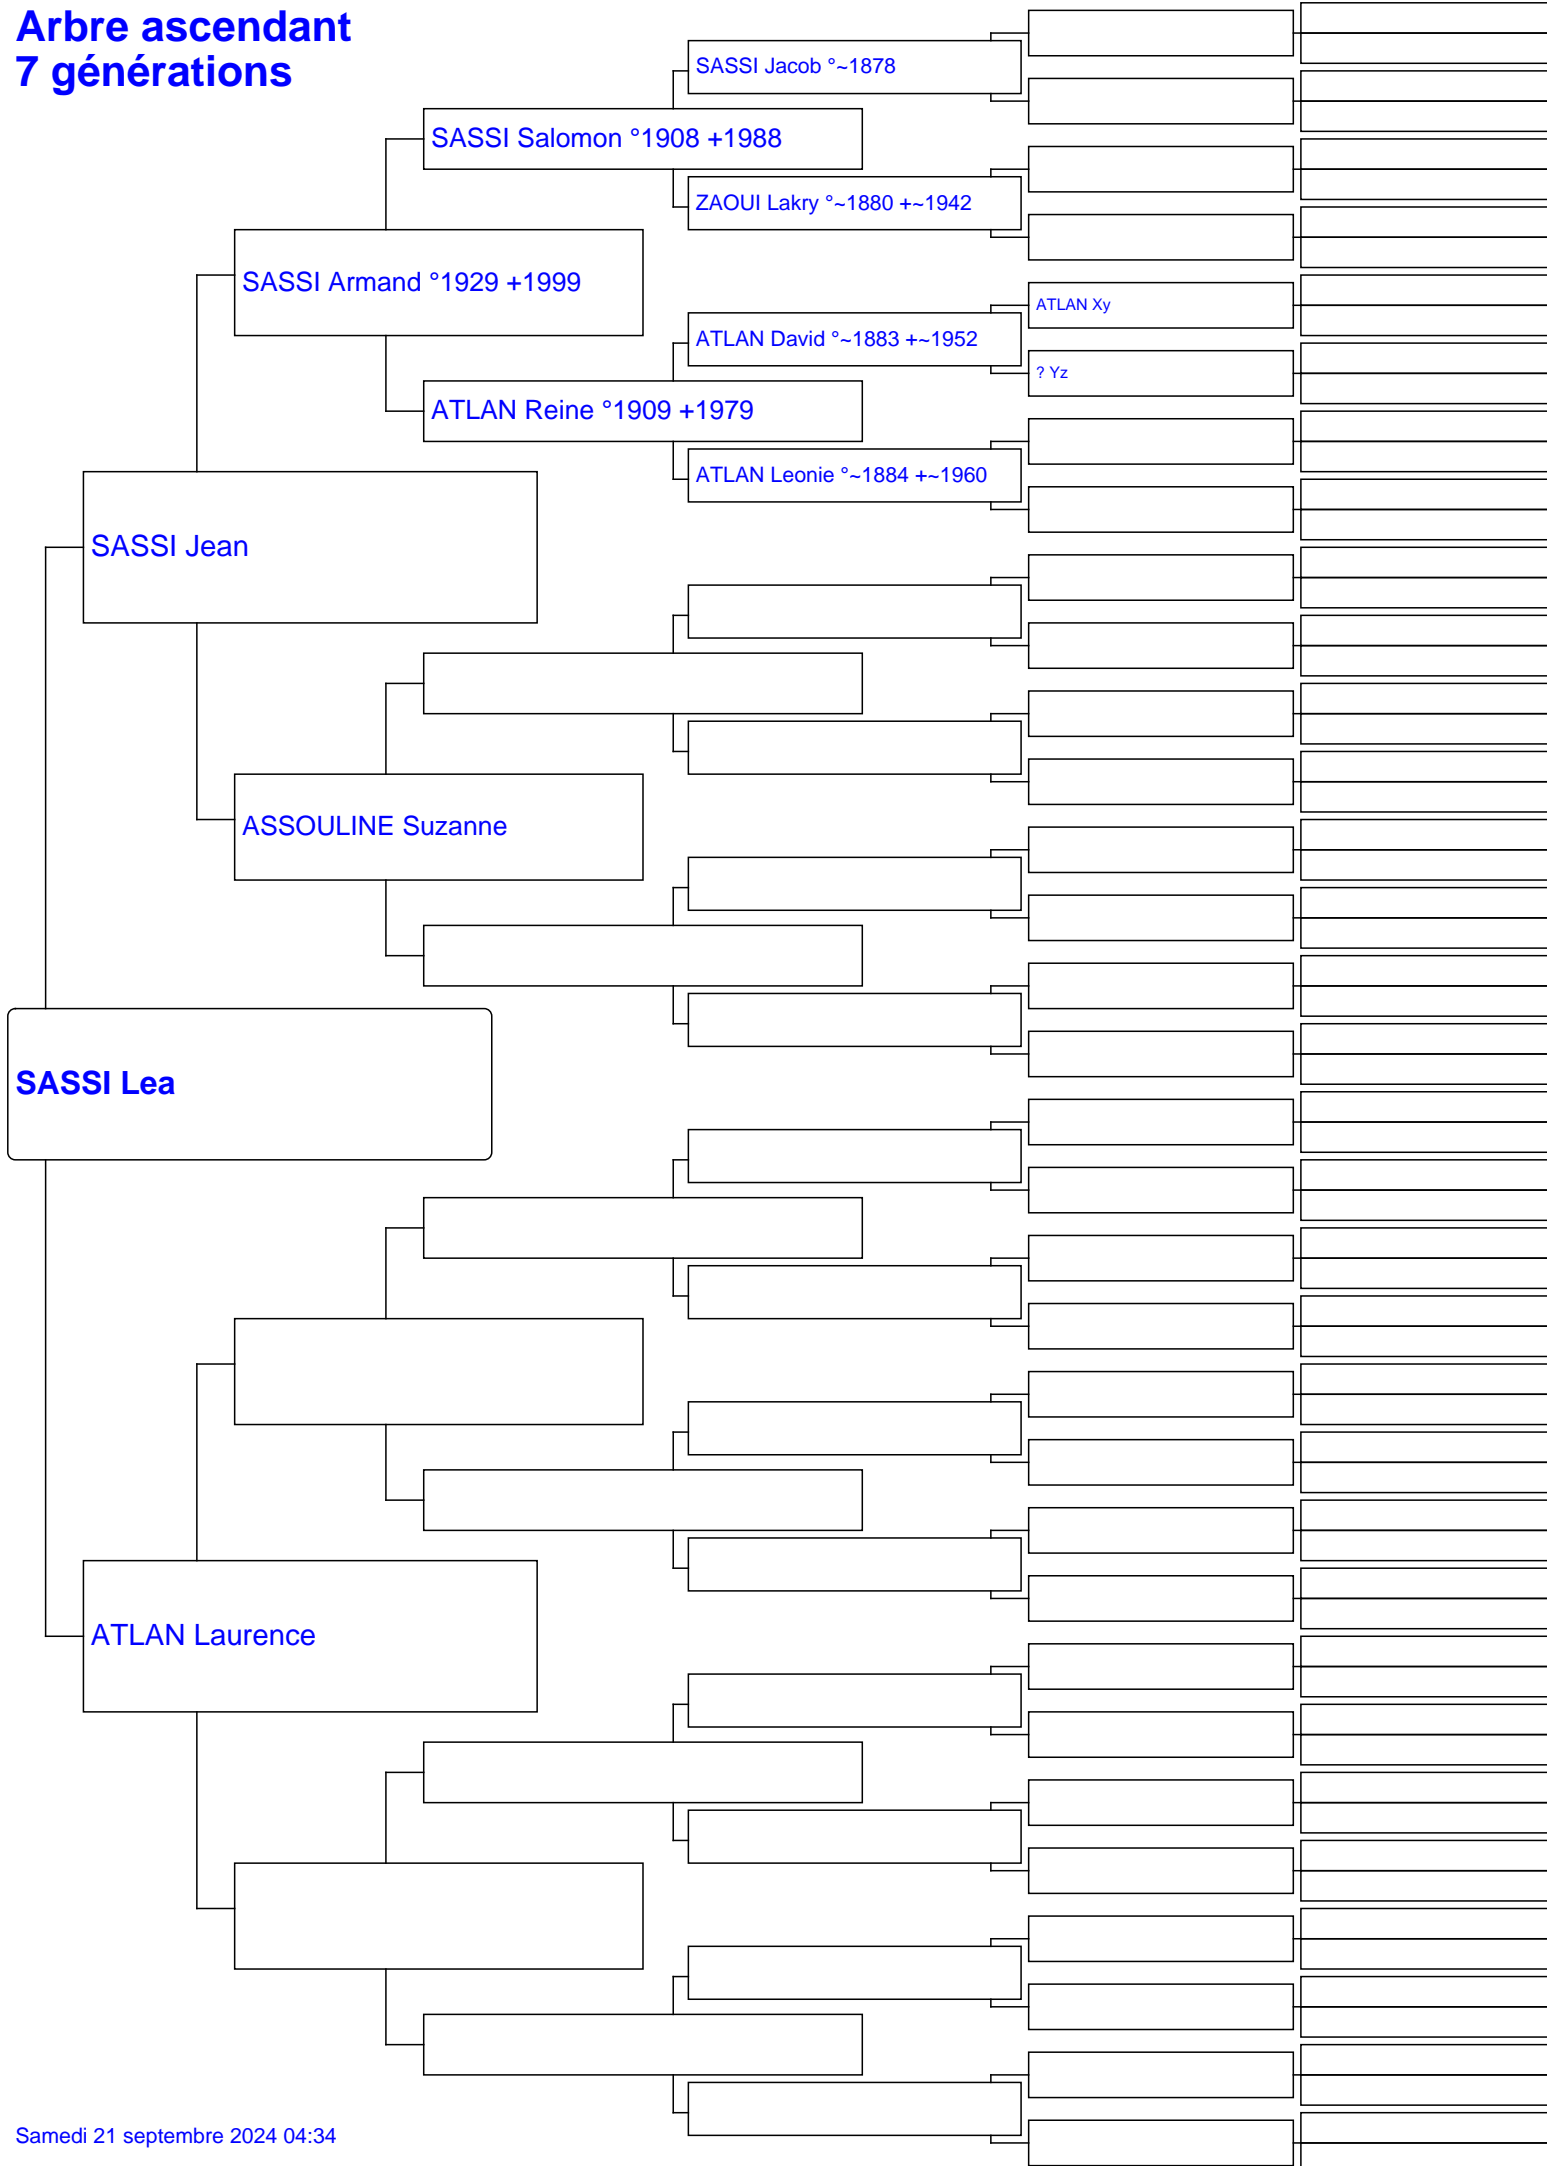 Arbre ascendant
7 générations
SASSI Jacob °~1878
SASSI Salomon °1908 +1988
ZAOUI Lakry °~1880 +~1942
SASSI Armand °1929 +1999
ATLAN Xy
ATLAN David °~1883 +~1952
? Yz
ATLAN Reine °1909 +1979
ATLAN Leonie °~1884 +~1960
SASSI Jean
ASSOULINE Suzanne
SASSI Lea
ATLAN Laurence
Samedi 21 septembre 2024 04:34